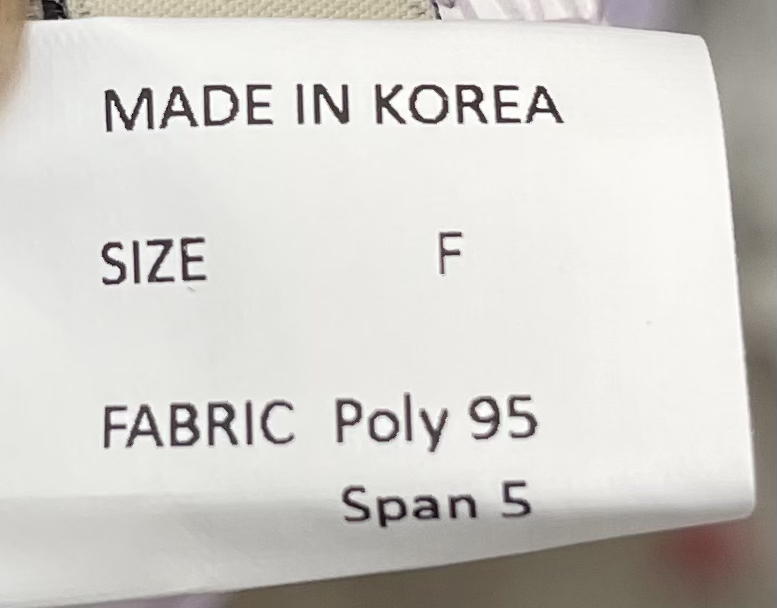 MADE IN KOREA
SIZE F
FABRIC Poly 95
Span 5